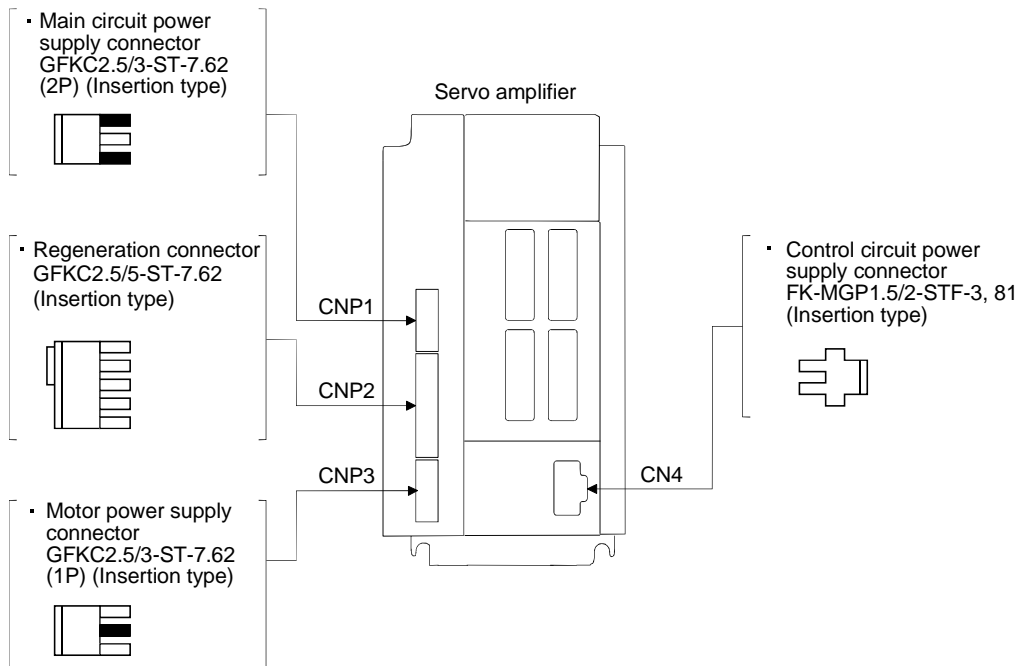 · Main circuit power
supply connector
GFKC2.5/3-ST-7.62
(2P) (Insertion type)
Servo amplifier
· Regeneration connector
GFKC2.5/5-ST-7.62
(Insertion type)
CNP1
CNP2
CNP3
· Motor power supply
connector
GFKC2.5/3-ST-7.62
(1P) (Insertion type)
· Control circuit power
supply connector
FK-MGP1.5/2-STF-3, 81
(Insertion type)
CN4